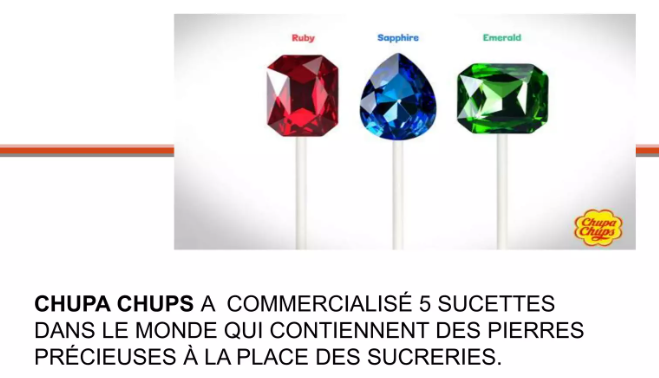 Ruby Sapphire Emerald
Chupa
Chups
CHUPA CHUPS A COMMERCIALISÉ 5 SUCETTES
DANS LE MONDE QUI CONTIENNENT DES PIERRES
PRÉCIEUSES À LA PLACE DES SUCRERIES.